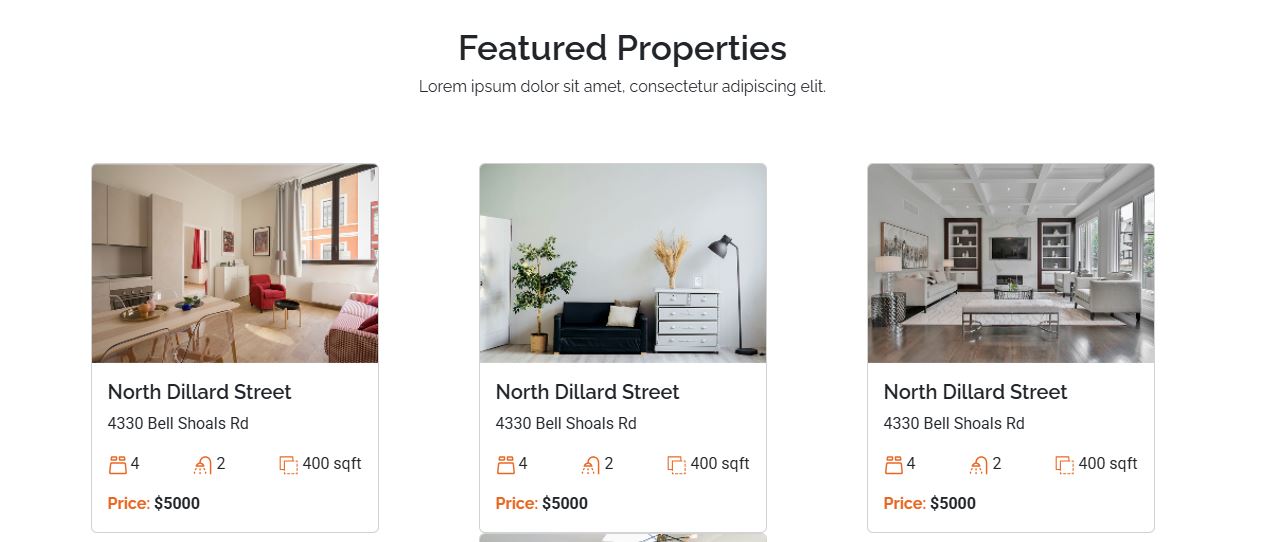 Featured Properties
Lorem ipsum dolor sit amet, consectetur adipiscing elit.
North Dillard Street
4330 Bell Shoals Rd
4 2 400 sqft
Price: $5000
North Dillard Street
4330 Bell Shoals Rd
4 2 400 sqft
Price: $5000
North Dillard Street
4330 Bell Shoals Rd
4 2 400 sqft
Price: $5000